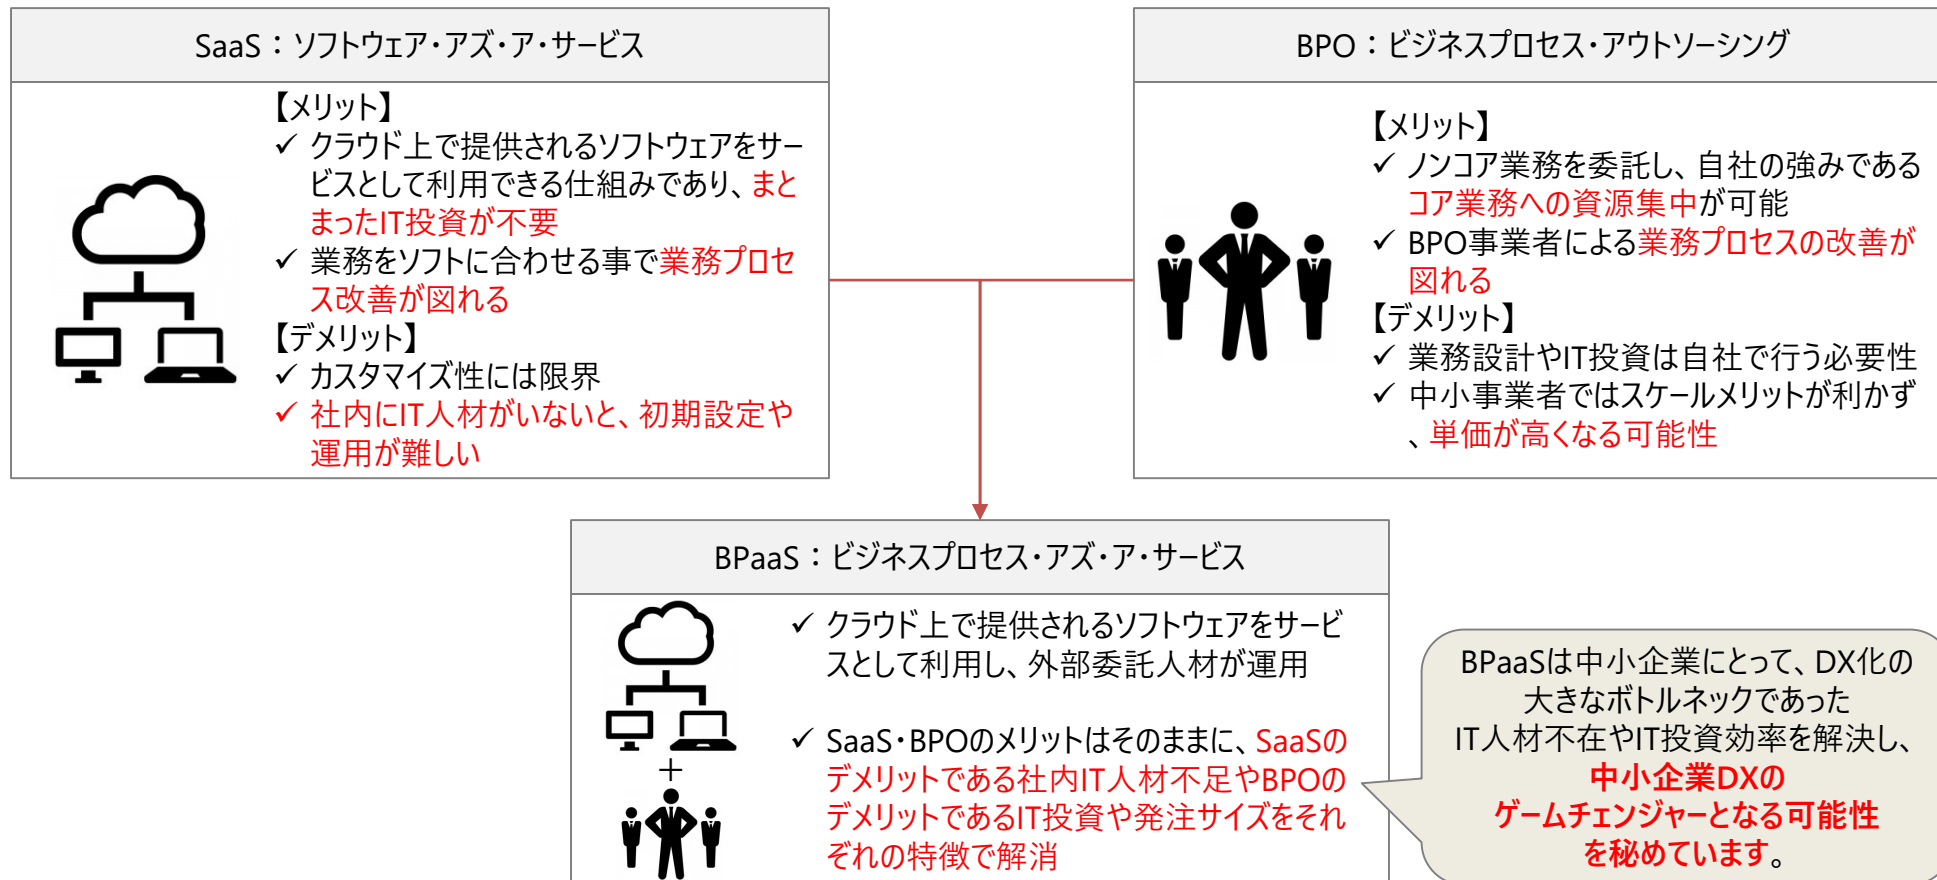 SaaS：ソフトウェア・アズ・ア・サービス
【メリット】
✓ クラウド上で提供されるソフトウェアをサー
ビスとして利用できる仕組みであり、まと
まったIT投資が不要
✓ 業務をソフトに合わせる事で業務プロセ
ス改善が図れる
【デメリット】
✓ カスタマイズ性には限界
✓ 社内にIT人材がいないと、初期設定や
運用が難しい
BPO：ビジネスプロセス・アウトソーシング
【メリット】
✓ ノンコア業務を委託し、自社の強みである
コア業務への資源集中が可能
✓ BPO事業者による業務プロセスの改善が
図れる
【デメリット】
✓ 業務設計やIT投資は自社で行う必要性
✓ 中小事業者ではスケールメリットが利かず
、単価が高くなる可能性
BPaaS：ビジネスプロセス・アズ・ア・サービス
✓ クラウド上で提供されるソフトウェアをサービ
スとして利用し、外部委託人材が運用
✓ SaaS・BPOのメリットはそのままに、SaaSの
デメリットである社内IT人材不足やBPOの
デメリットであるIT投資や発注サイズをそれ
ぞれの特徴で解消
+
BPaaSは中小企業にとって、DX化の
大きなボトルネックであった
IT人材不在やIT投資効率を解決し、
中小企業DXの
ゲームチェンジャーとなる可能性
を秘めています。